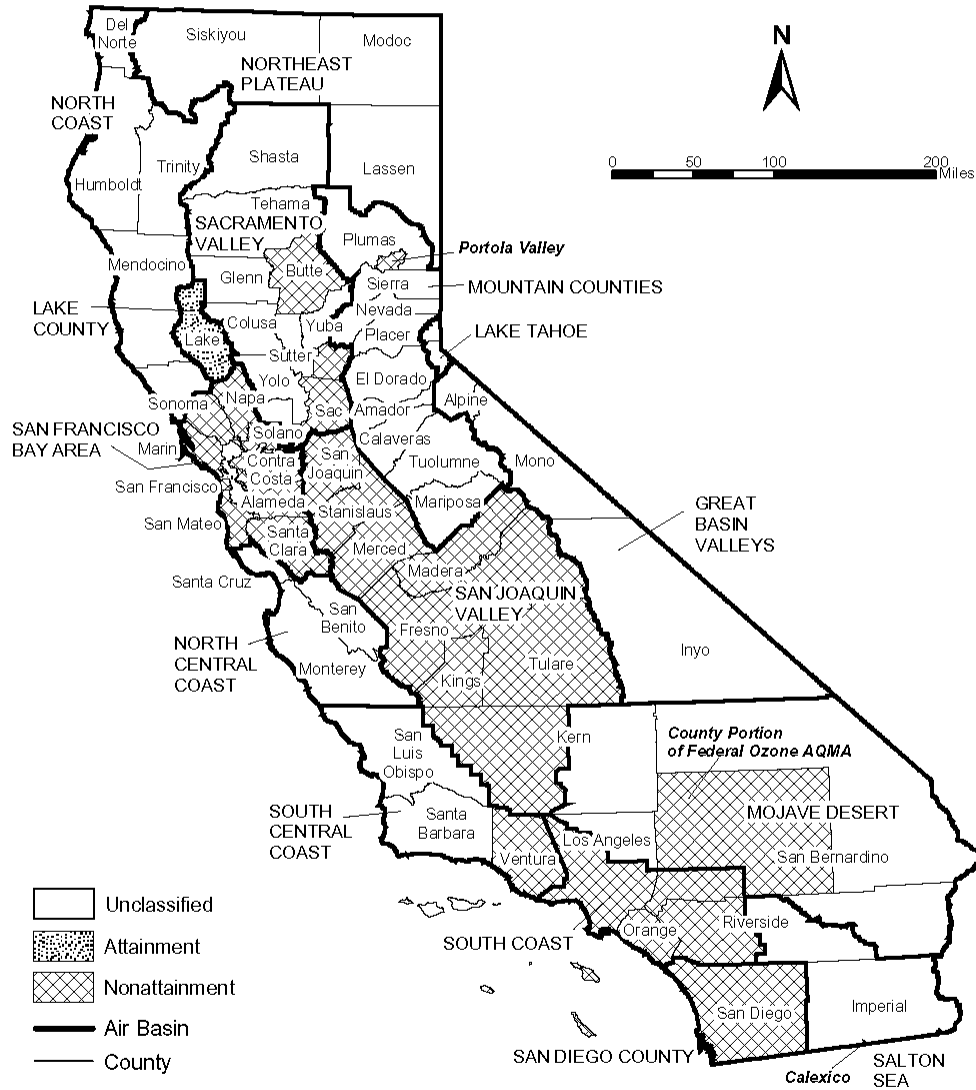 Del
Norte
Siskiyou
Modoc
NORTHEAST
PLATEAU
N
NORTH
COAST
0 50 100 200
Miles
Trinity
Shasta
Lassen
Humboldt
Tehama
SACRAMENTO
VALLEY
Plumas
Portola Valley
Mendocino
Glenn
Butte
Sierra
MOUNTAIN COUNTIES
LAKE
COUNTY
Nevada
Colusa
Yuba
Placer
LAKE TAHOE
Lake
Sutter
Yolo
El Dorado
Napa
Sonoma
Sac
Amador
Alpine
SAN FRANCISCO
BAY AREA
Solano
Marin
Calaveras
Contra
Costa
San
Joaquin
Tuolumne
Mono
San Francisco
Alameda
Stanislaus
Mariposa
GREAT
BASIN
VALLEYS
San Mateo
Santa
Clara
Merced
Madera
Santa Cruz
SAN JOAQUIN
VALLEY
San
Benito
Fresno
NORTH
CENTRAL
COAST
Monterey
Kings
Tulare
Inyo
San
Luis
Obispo
Kern
County Portion
of Federal Ozone AQMA
SOUTH
CENTRAL
COAST
Santa
Barbara
MOJAVE DESERT
Los Angeles
Ventura
San Bernardino
Unclassified
Orange
Riverside
SOUTH COAST
Attainment
Nonattainment
San Diego
Imperial
Air Basin
County
SAN DIEGO COUNTY
Calexico
SALTON
SEA